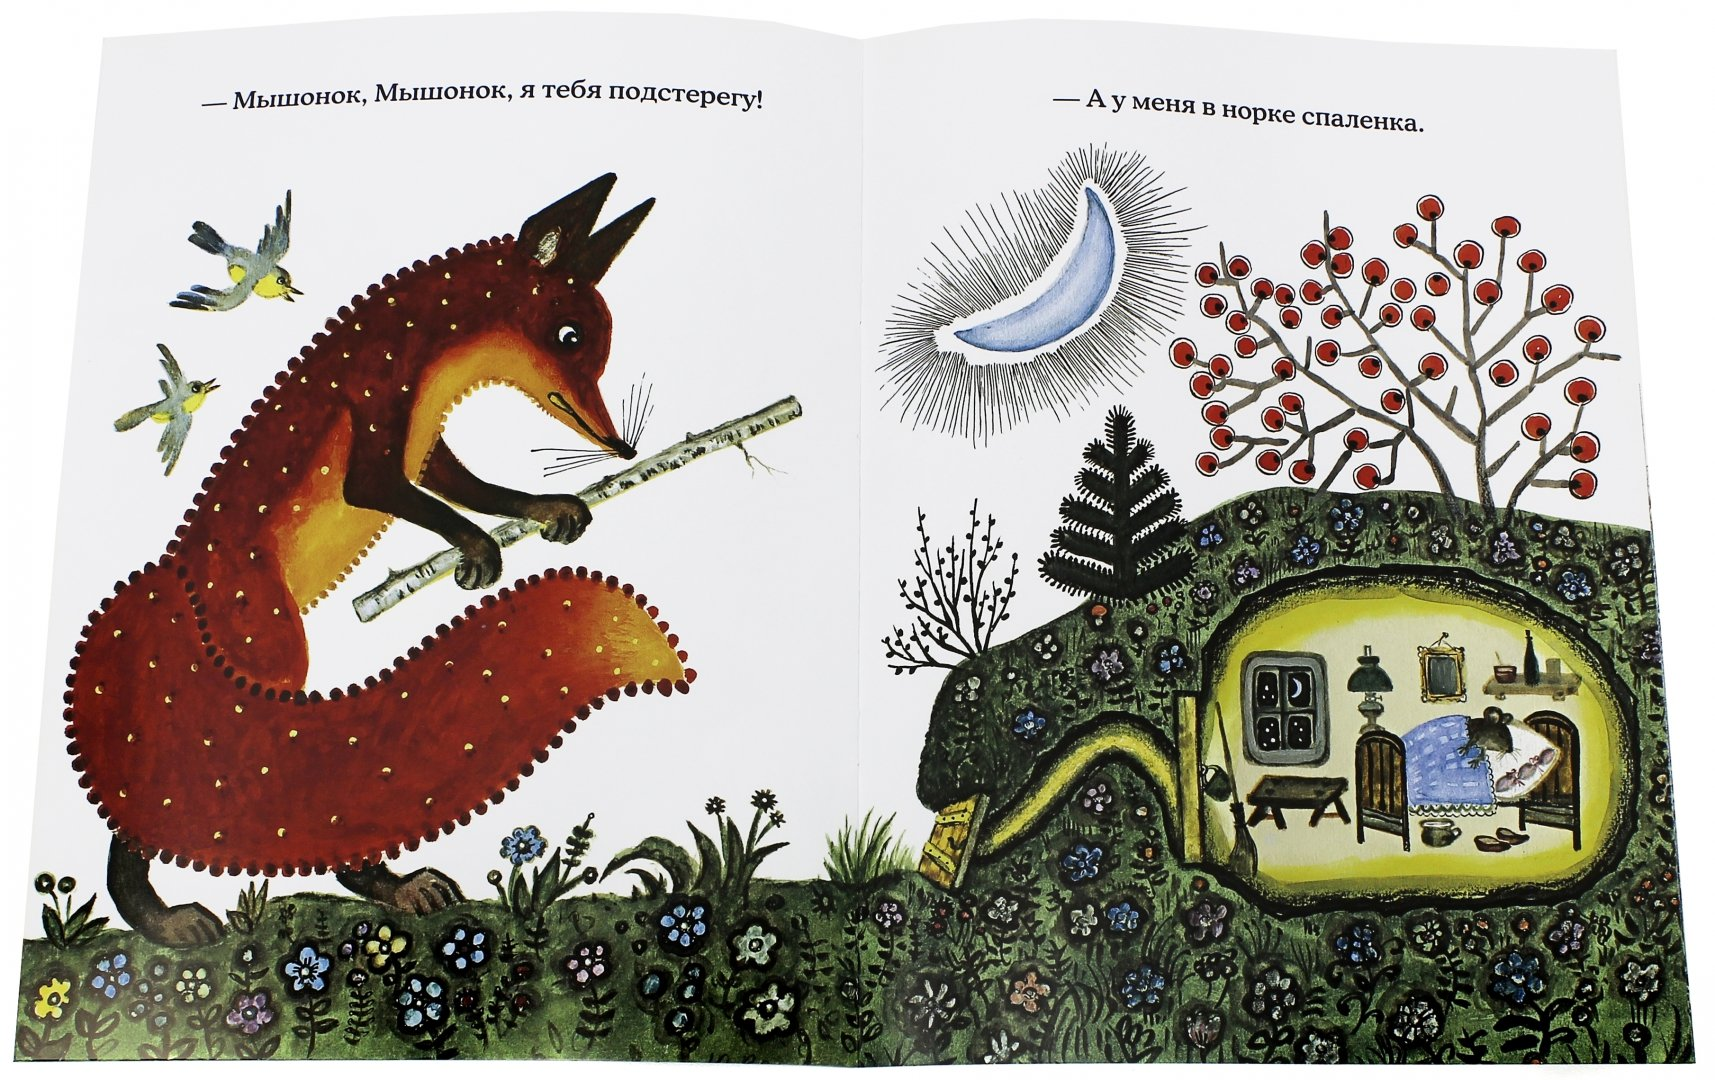 — Мышонок, Мышонок, я тебя подстерегу!
— А у меня в норке спаленка.